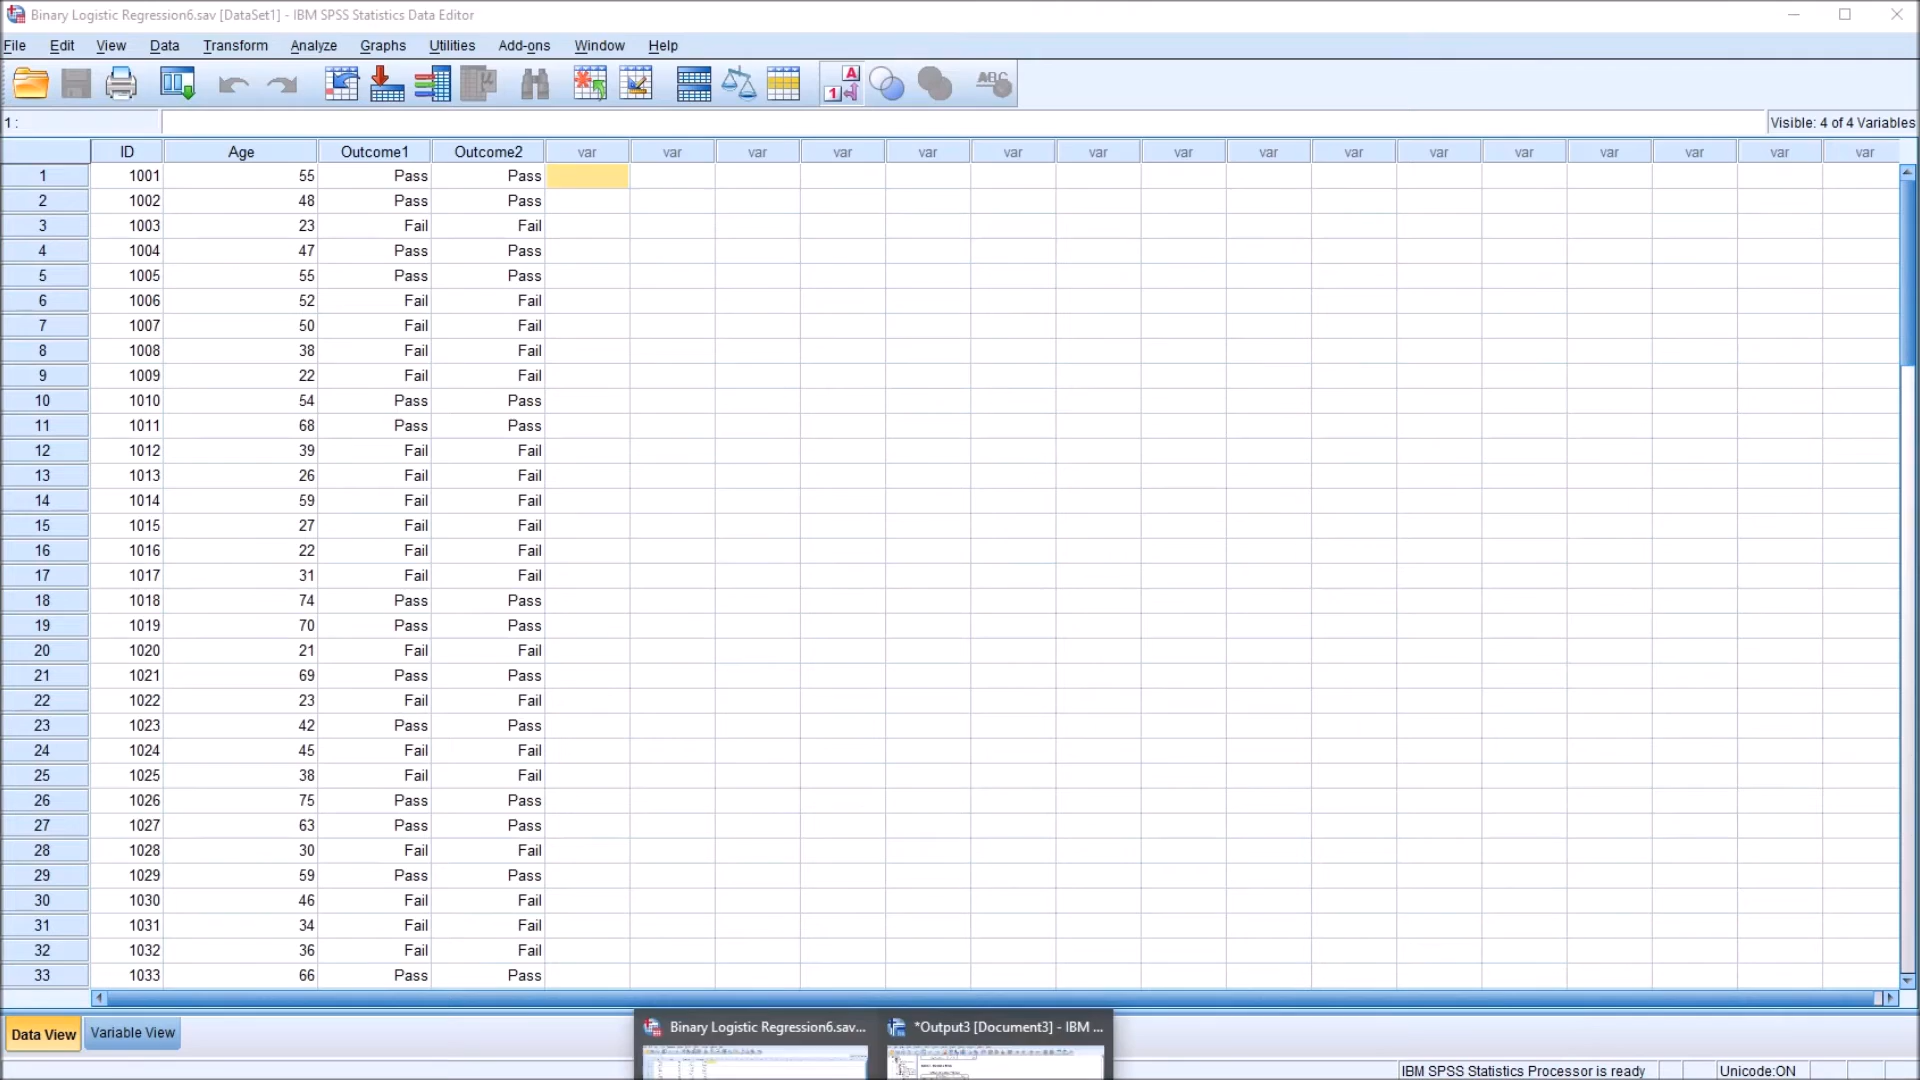 Binary Logistic Regression6.sav [DataSet1] - IBM SPSS Statistics Data Editor
File Edit View Data Transform Analyze Graphs Utilities Add-ons Window Help
1 A ABC
1 : Visible: 4 of 4 Variables
ID Age Outcome1 Outcome2 var var var var var var var var var var var var var var var var
1 1001 55 Pass Pass
2 1002 48 Pass Pass
3 1003 23 Fail Fail
4 1004 47 Pass Pass
5 1005 55 Pass Pass
6 1006 52 Fail Fail
7 1007 50 Fail Fail
8 1008 38 Fail Fail
9 1009 22 Fail Fail
10 1010 54 Pass Pass
11 1011 68 Pass Pass
12 1012 39 Fail Fail
13 1013 26 Fail Fail
14 1014 59 Fail Fail
15 1015 27 Fail Fail
16 1016 22 Fail Fail
17 1017 31 Fail Fail
18 1018 74 Pass Pass
19 1019 70 Pass Pass
20 1020 21 Fail Fail
21 1021 69 Pass Pass
22 1022 23 Fail Fail
23 1023 42 Pass Pass
24 1024 45 Fail Fail
25 1025 38 Fail Fail
26 1026 75 Pass Pass
27 1027 63 Pass Pass
28 1028 30 Fail Fail
29 1029 59 Pass Pass
30 1030 46 Fail Fail
31 1031 34 Fail Fail
32 1032 36 Fail Fail
33 1033 66 Pass Pass
Data View Variable View Binary Logistic Regression6.sav... *Output3 [Document3] - IBM ...
IBM SPSS Statistics Processor is ready Unicode:ON